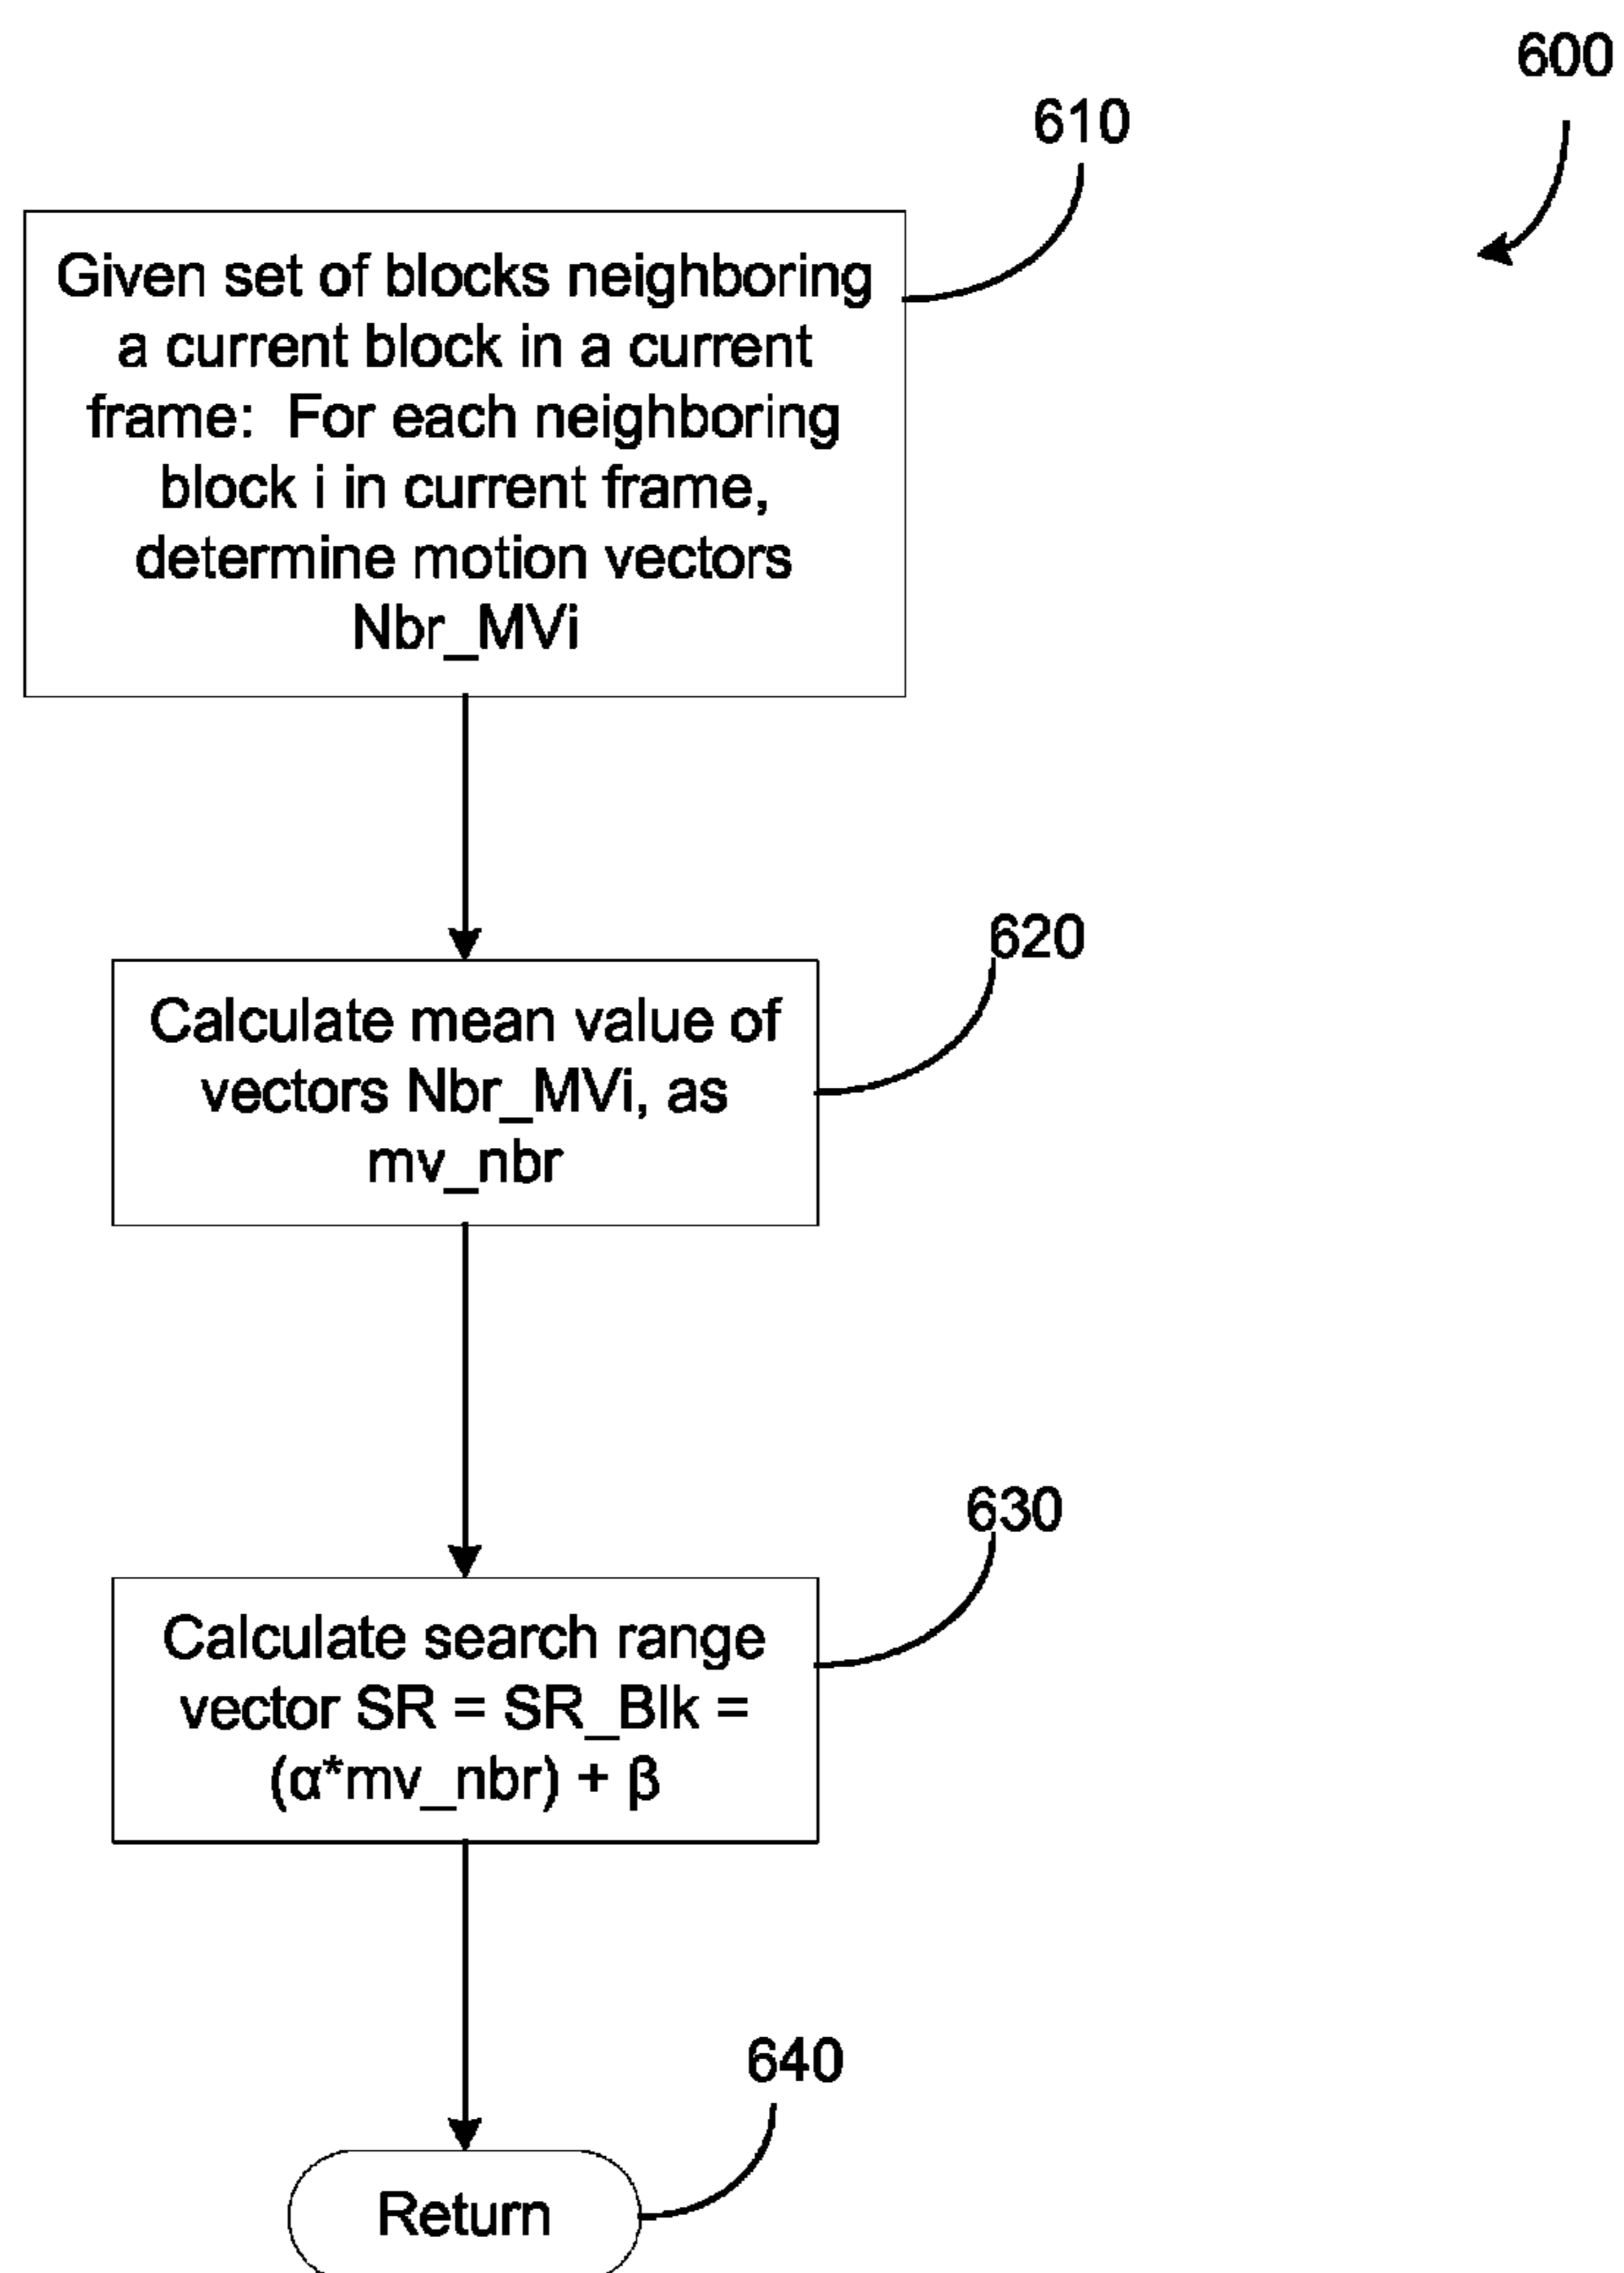 600
610
Given set of blocks neighboring
a current block in a current
frame: For each neighboring
block i in current frame,
determine motion vectors
Nbr_MVi
620
Calculate mean value of
vectors Nbr_MVi, as
mv_nbr
630
Calculate search range
vector SR = SR_Blk =
(α*mv_nbr) + β
640
Return